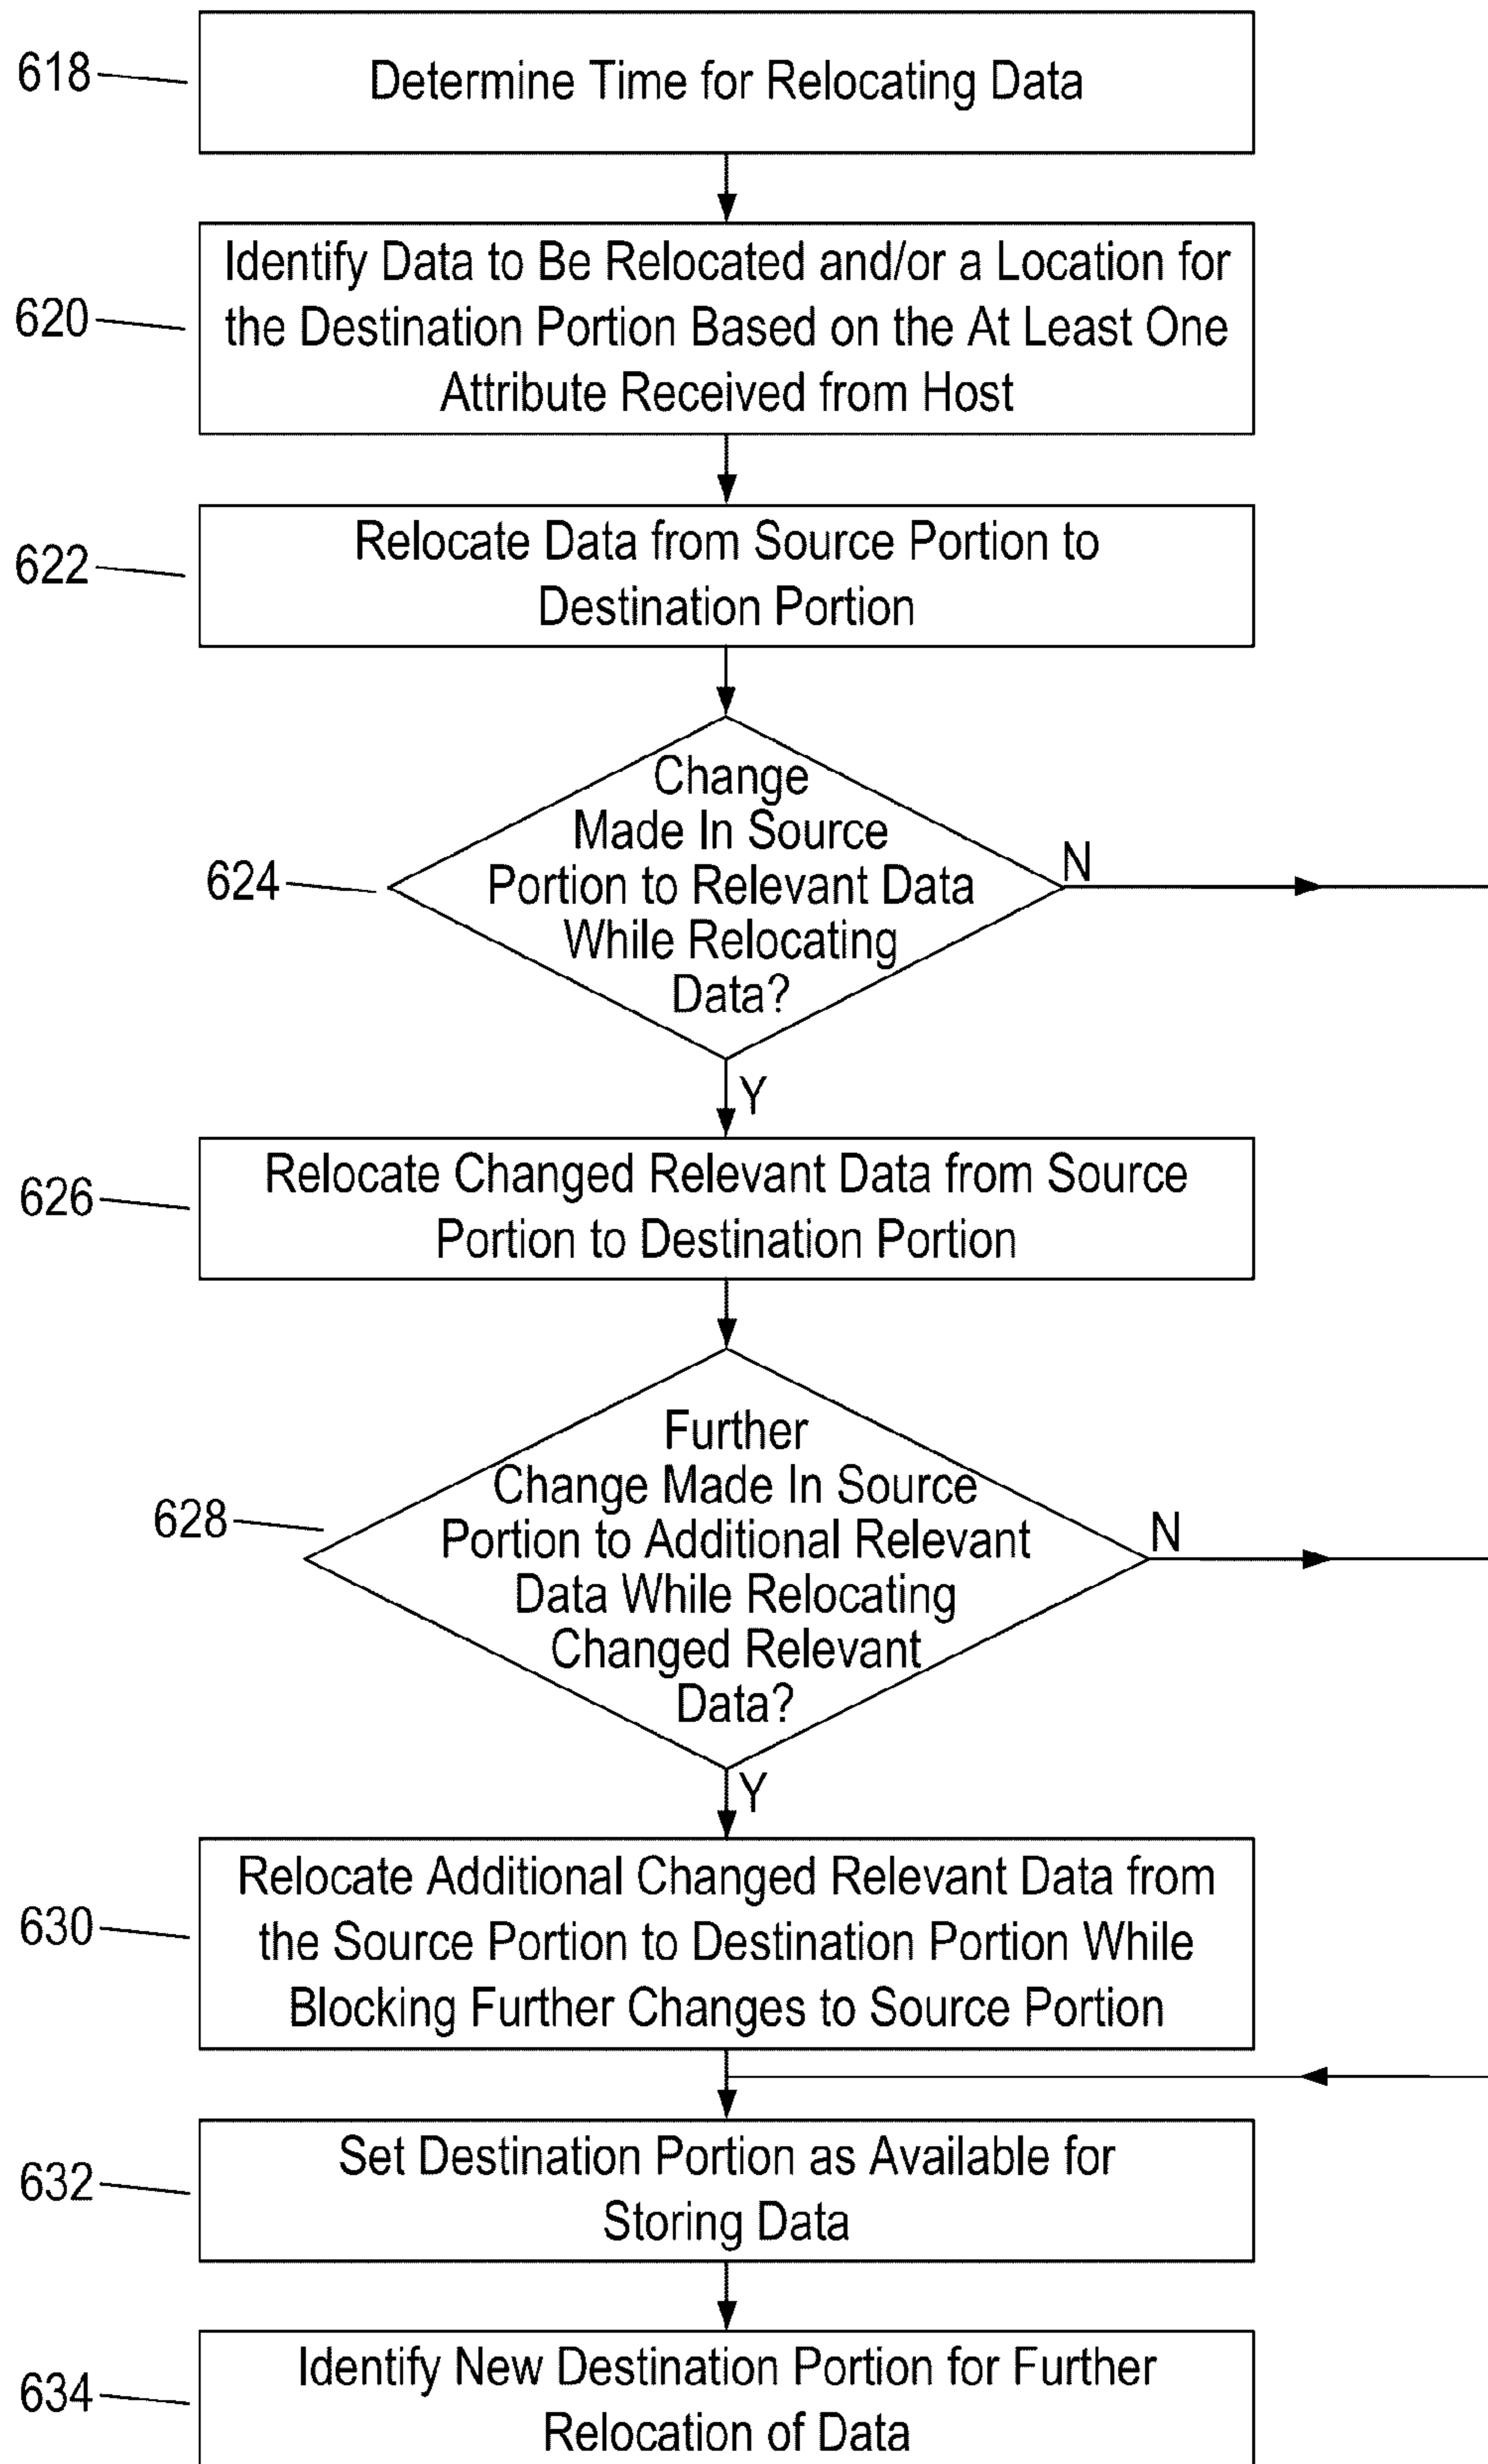 618
Determine Time for Relocating Data
620
Identify Data to Be Relocated and/or a Location for
the Destination Portion Based on the At Least One
Attribute Received from Host
622
Relocate Data from Source Portion to
Destination Portion
624
Change
Made In Source
Portion to Relevant Data
While Relocating
Data?
N
Y
626
Relocate Changed Relevant Data from Source
Portion to Destination Portion
628
Further
Change Made In Source
Portion to Additional Relevant
Data While Relocating
Changed Relevant
Data?
N
Y
630
Relocate Additional Changed Relevant Data from
the Source Portion to Destination Portion While
Blocking Further Changes to Source Portion
632
Set Destination Portion as Available for
Storing Data
634
Identify New Destination Portion for Further
Relocation of Data